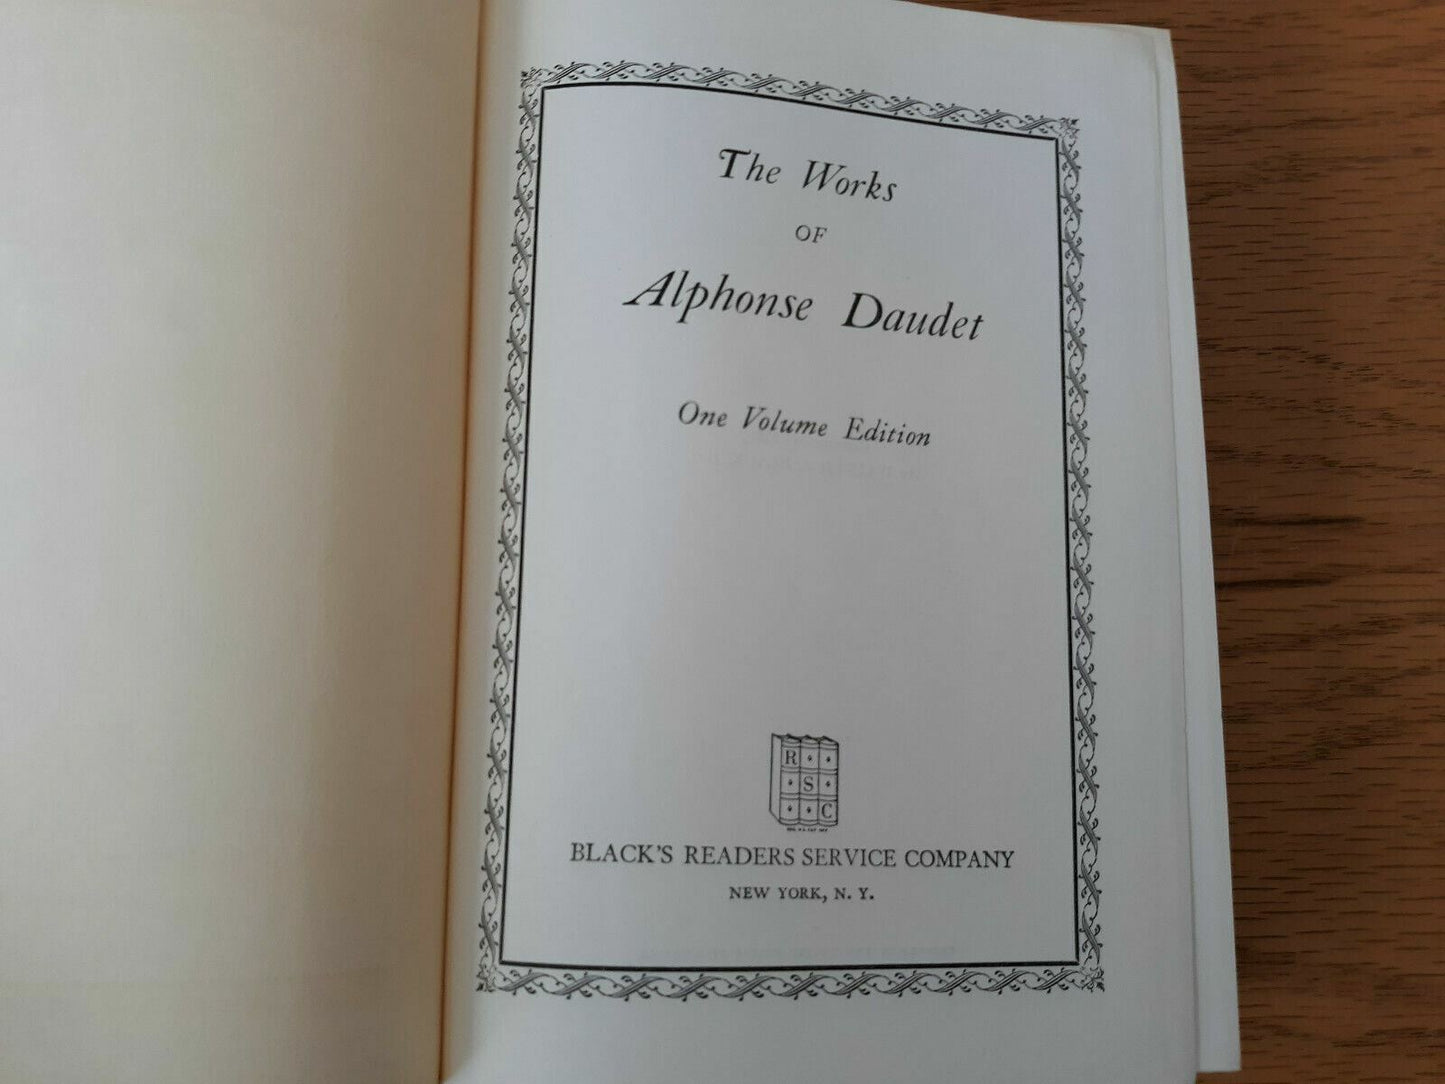 The Works
OF
Alphonse Daudet
One Volume Edition
R
S
C
BLACK'S READERS SERVICE COMPANY
NEW YORK, N. Y.